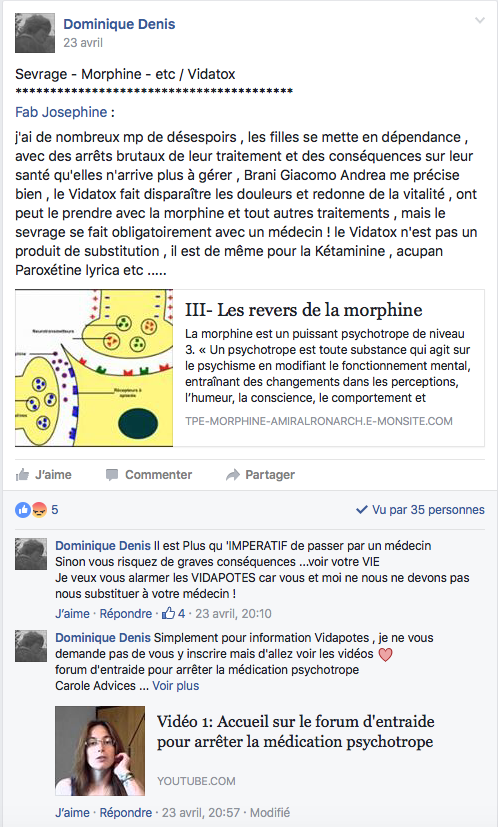 Dominique Denis
23 avril
Sevrage - Morphine - etc / Vidatox
****************************************
Fab Josephine :
j'ai de nombreux mp de désespoirs , les filles se mette en dépendance ,
avec des arrêts brutaux de leur traitement et des conséquences sur leur
santé qu'elles n'arrive plus à gérer , Brani Giacomo Andrea me précise
bien , le Vidatox fait disparaître les douleurs et redonne de la vitalité , ont
peut le prendre avec la morphine et tout autres traitements , mais le
sevrage se fait obligatoirement avec un médecin ! le Vidatox n'est pas un
produit de substitution , il est de même pour la Kétaminine , acupan
Paroxétine lyrica etc .....
Neurotransmetteurs
Récepteurs à
III- Les revers de la morphine
La morphine est un puissant psychotrope de niveau
3. « Un psychotrope est toute substance qui agit sur
le psychisme en modifiant le fonctionnement mental,
entraînant des changements dans les perceptions,
l'humeur, la conscience, le comportement et
TPE-MORPHINE-AMIRALRONARCH.E-MONSITE.COM
J'aime Commenter Partager
5 Vu par 35 personnes
Dominique Denis Il est Plus qu 'IMPERATIF de passer par un médecin
Sinon vous risquez de graves conséquences ...voir votre VIE
Je veux vous alarmer les VIDAPOTES car vous et moi ne nous ne devons pas
nous substituer à votre médecin !
J'aime · Répondre · 4 · 23 avril, 20:10
Dominique Denis Simplement pour information Vidapotes , je ne vous
demande pas de vous y inscrire mais d'allez voir les vidéos
forum d'entraide pour arrêter la médication psychotrope
Carole Advices ... Voir plus
Vidéo 1: Accueil sur le forum d'entraide
pour arrêter la médication psychotrope
YOUTUBE.COM
J'aime · Répondre · 23 avril, 20:57 · Modifié